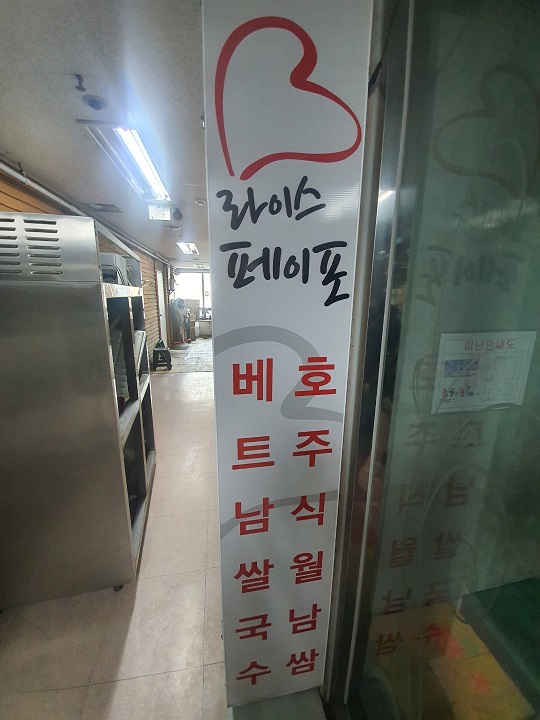 라이스
페이포
베트남쌀국수
호주식월남쌈
피난안내도